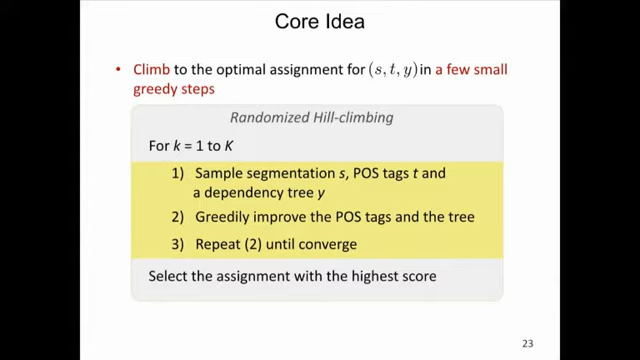 Core Idea
• Climb to the optimal assignment for (s, t, y) in a few small
greedy steps
Randomized Hill-climbing
For k = 1 to K
1) Sample segmentation s, POS tags t and
a dependency tree y
2) Greedily improve the POS tags and the tree
3) Repeat (2) until converge
Select the assignment with the highest score
23